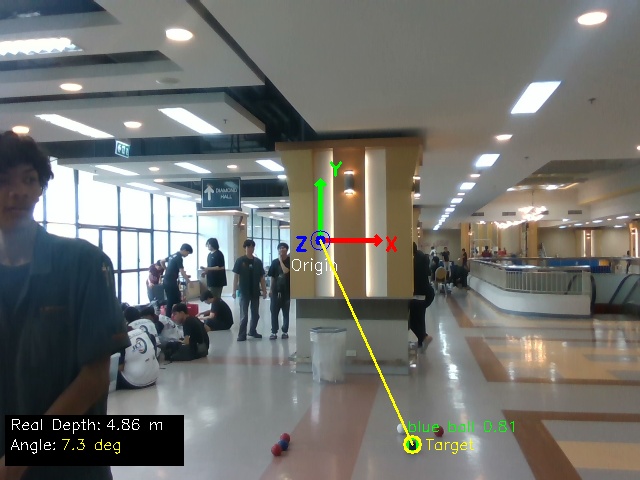 DIAMOND
HALL
Y
Z
X
Origin
blue ball 0.81
Target
Real Depth: 4.86 m
Angle: 7.3 deg